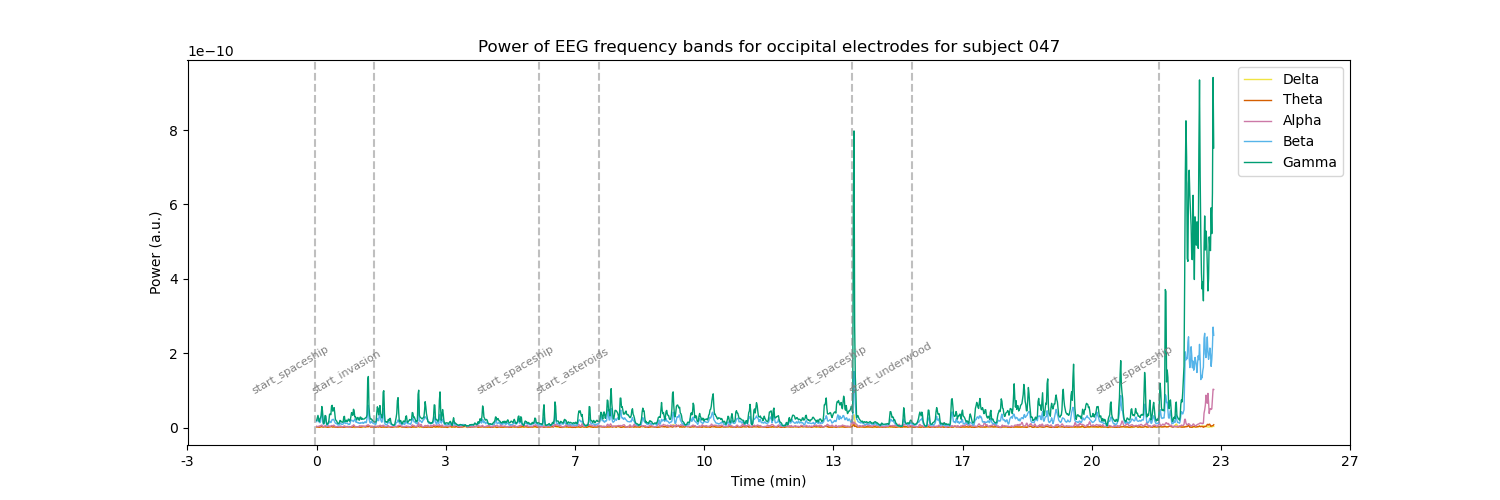 Power of EEG frequency bands for occipital electrodes for subject 047
1e−10
Delta
Theta
Alpha
Beta
Gamma
8
6
4
2
0
Power (a.u.)
start_spaceship
start_invasion
start_spaceship
start_asteroids
start_spaceship
start_underwood
start_spaceship
-3 0 3 7 10 13 17 20 23 27
Time (min)